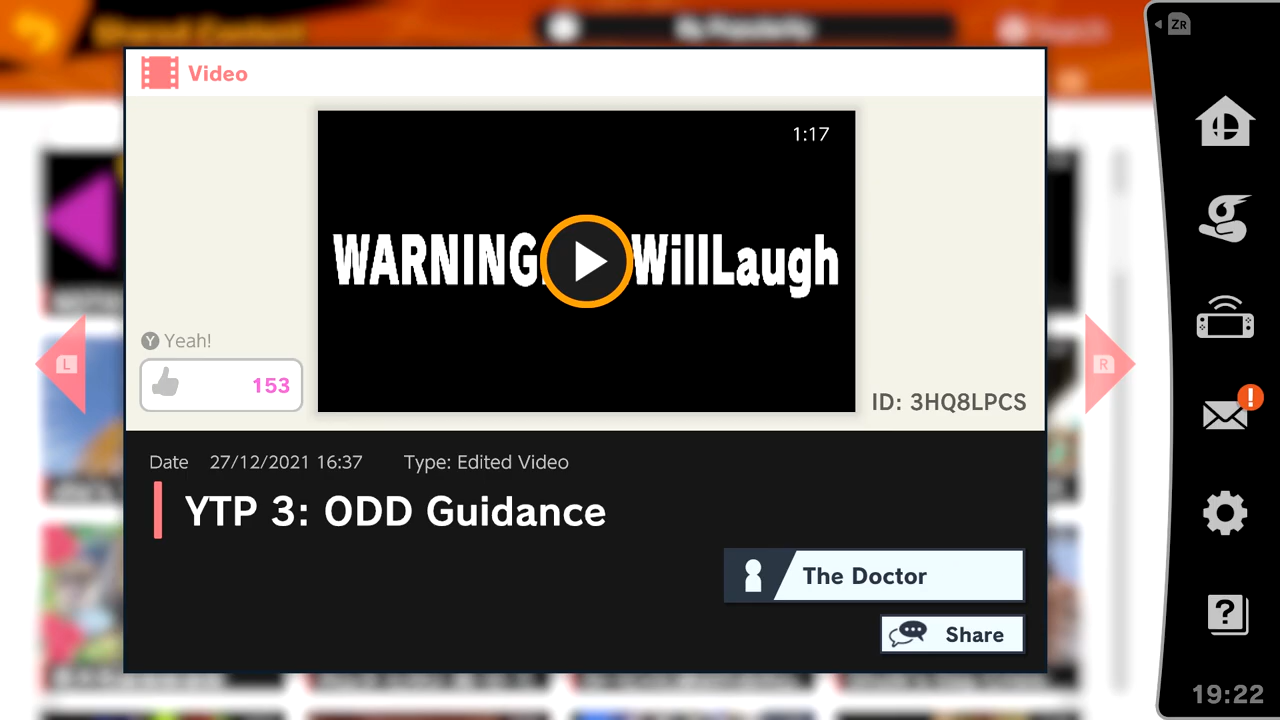 ZR
Video
1:17
WARNING WillLaugh
Y Yeah!
153
L
R
ID: 3HQ8LPCS
!
Date 27/12/2021 16:37 Type: Edited Video
YTP 3: ODD Guidance
The Doctor
Share
?
19:22